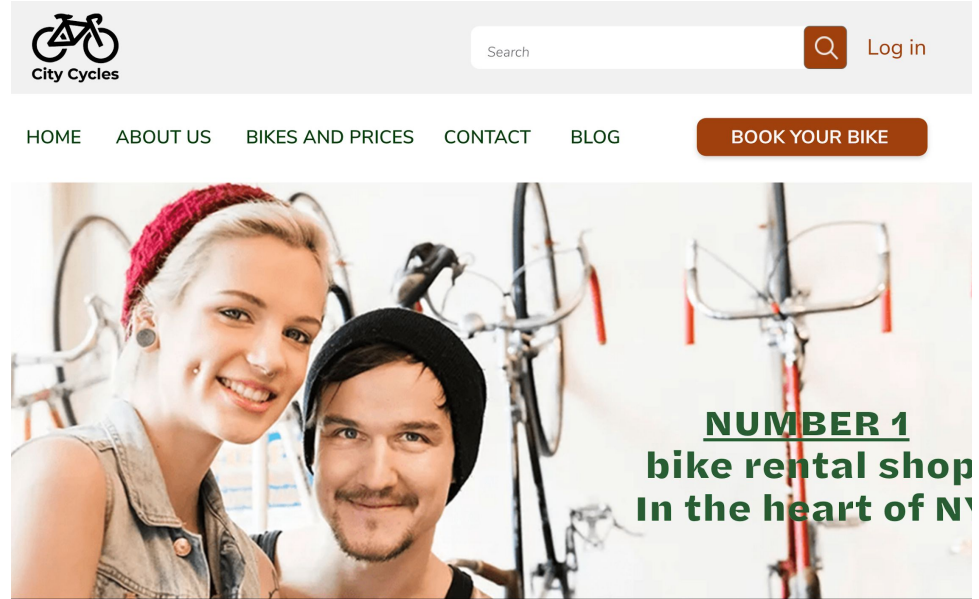 City Cycles
Search
Log in
HOME ABOUT US BIKES AND PRICES CONTACT BLOG BOOK YOUR BIKE
NUMBER 1
bike rental shop
In the heart of NY